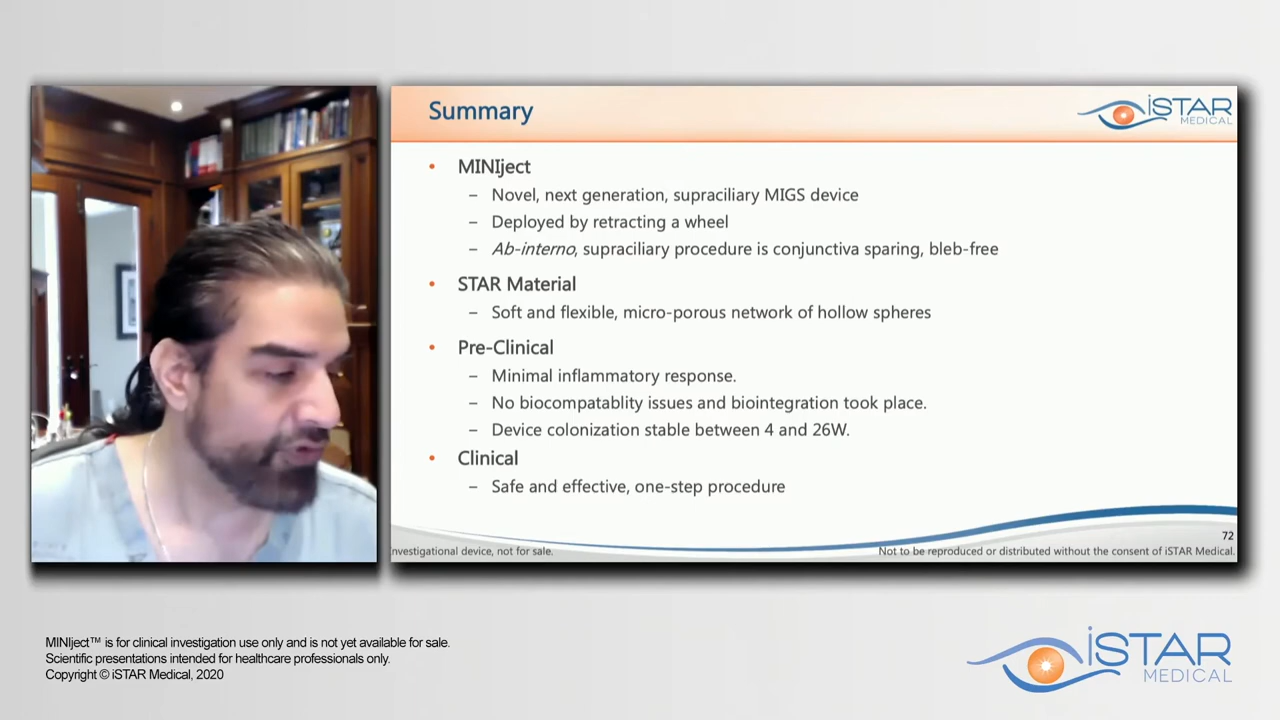 Summary
iSTAR
MEDICAL
• MINIject
– Novel, next generation, supraciliary MIGS device
– Deployed by retracting a wheel
– Ab-interno, supraciliary procedure is conjunctiva sparing, bleb-free
• STAR Material
– Soft and flexible, micro-porous network of hollow spheres
• Pre-Clinical
– Minimal inflammatory response.
– No biocompatablity issues and biointegration took place.
– Device colonization stable between 4 and 26W.
• Clinical
– Safe and effective, one-step procedure
72
nvestigational device, not for sale.
Not to be reproduced or distributed without the consent of iSTAR Medical.
MINIject™ is for clinical investigation use only and is not yet available for sale.
Scientific presentations intended for healthcare professionals only.
Copyright © iSTAR Medical, 2020
iSTAR
MEDICAL